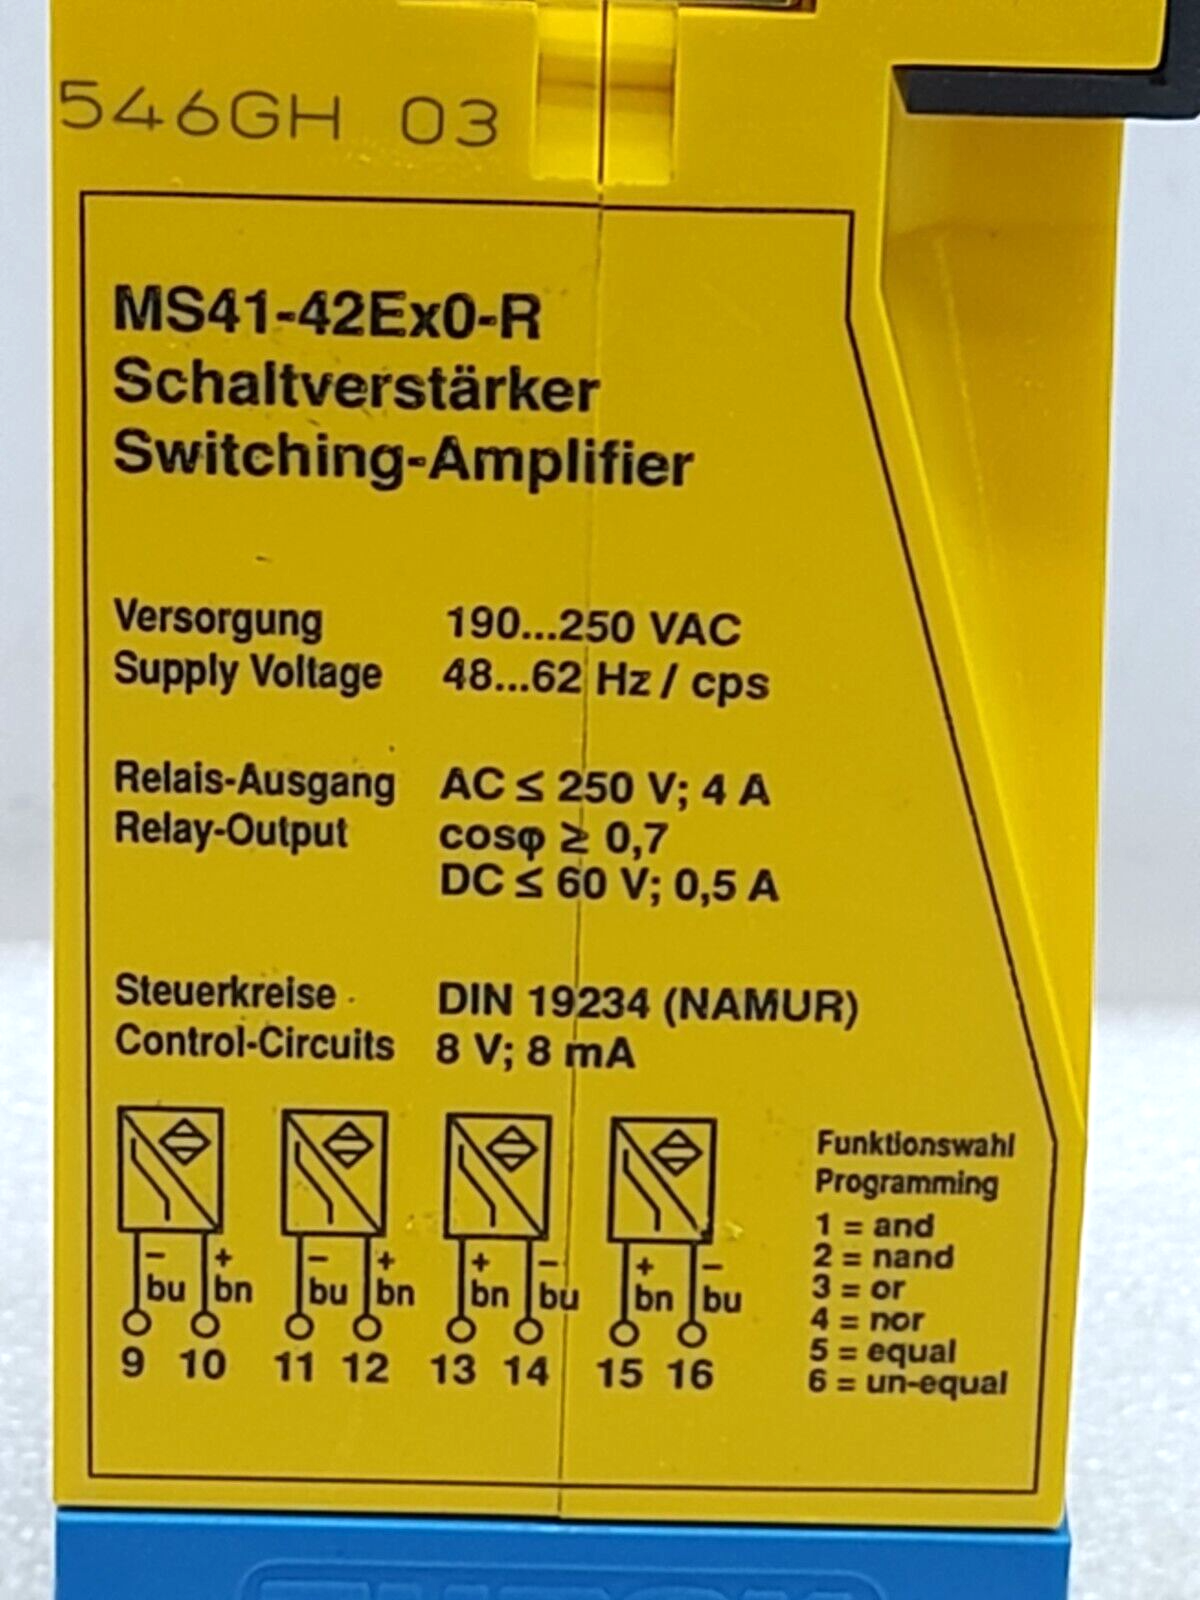 546GH 03
MS41-42Ex0-R
Schaltverstärker
Switching-Amplifier
Versorgung 190...250 VAC
Supply Voltage 48...62 Hz / cps
Relais-Ausgang AC ≤ 250 V; 4 A
Relay-Output cosφ ≥ 0,7
DC ≤ 60 V; 0,5 A
Steuerkreise DIN 19234 (NAMUR)
Control-Circuits 8 V; 8 mA
Funktionswahl
Programming
1 = and
2 = nand
3 = or
4 = nor
5 = equal
6 = un-equal
− + − + + − + −
bu bn bu bn bn bu bn bu
9 10 11 12 13 14 15 16